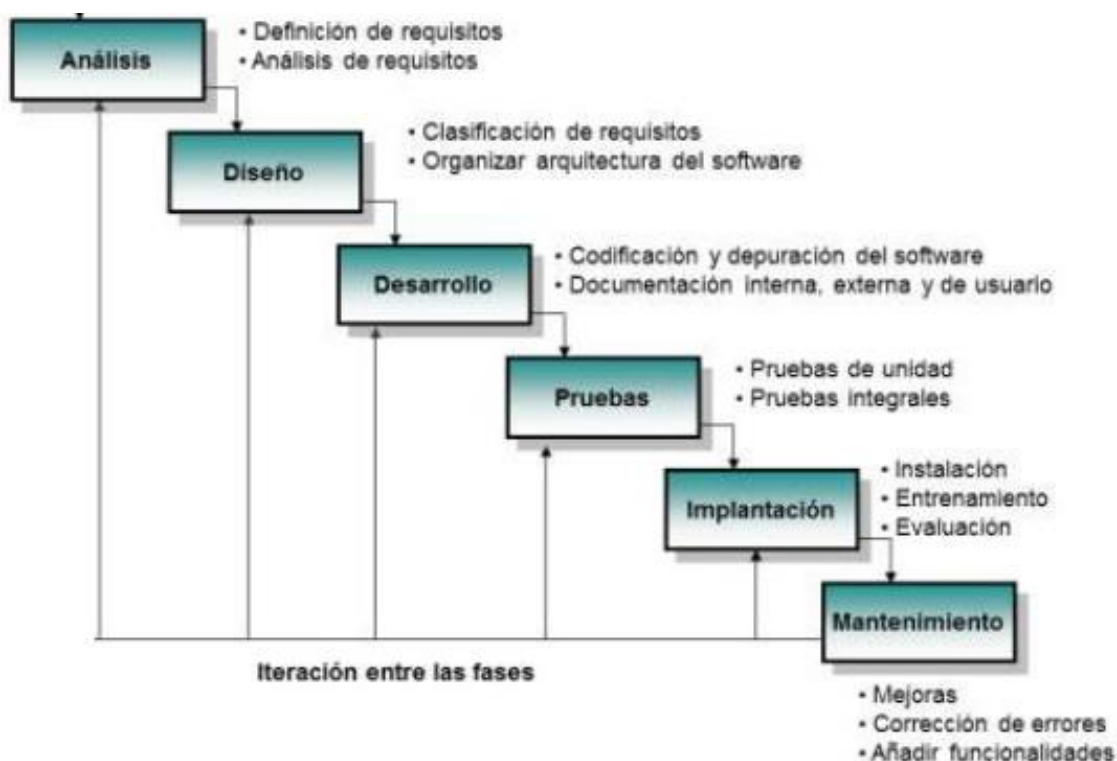 Análisis
• Definición de requisitos
• Análisis de requisitos
Diseño
• Clasificación de requisitos
• Organizar arquitectura del software
Desarrollo
• Codificación y depuración del software
• Documentación interna, externa y de usuario
Pruebas
• Pruebas de unidad
• Pruebas integrales
Implantación
• Instalación
• Entrenamiento
• Evaluación
Mantenimiento
Iteración entre las fases
• Mejoras
• Corrección de errores
• Añadir funcionalidades